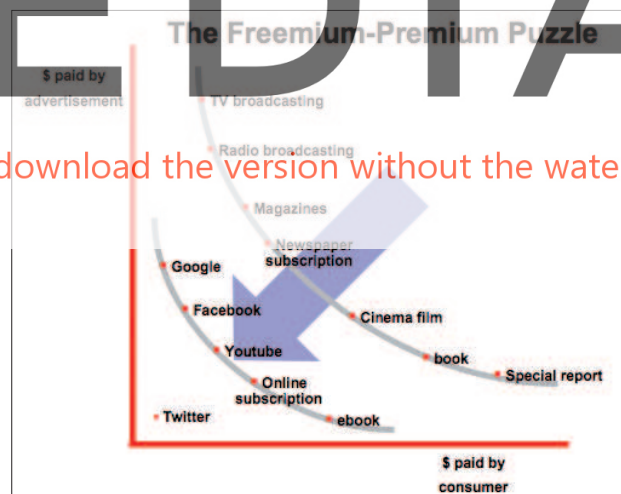 EDIA
The Freemium-Premium Puzzle
$ paid by
advertisement
TV broadcasting
download the version without the wate
Radio broadcasting
Magazines
Newspaper
subscription
Google
Facebook
Cinema film
Youtube
book
Online
subscription
Special report
Twitter
ebook
$ paid by
consumer